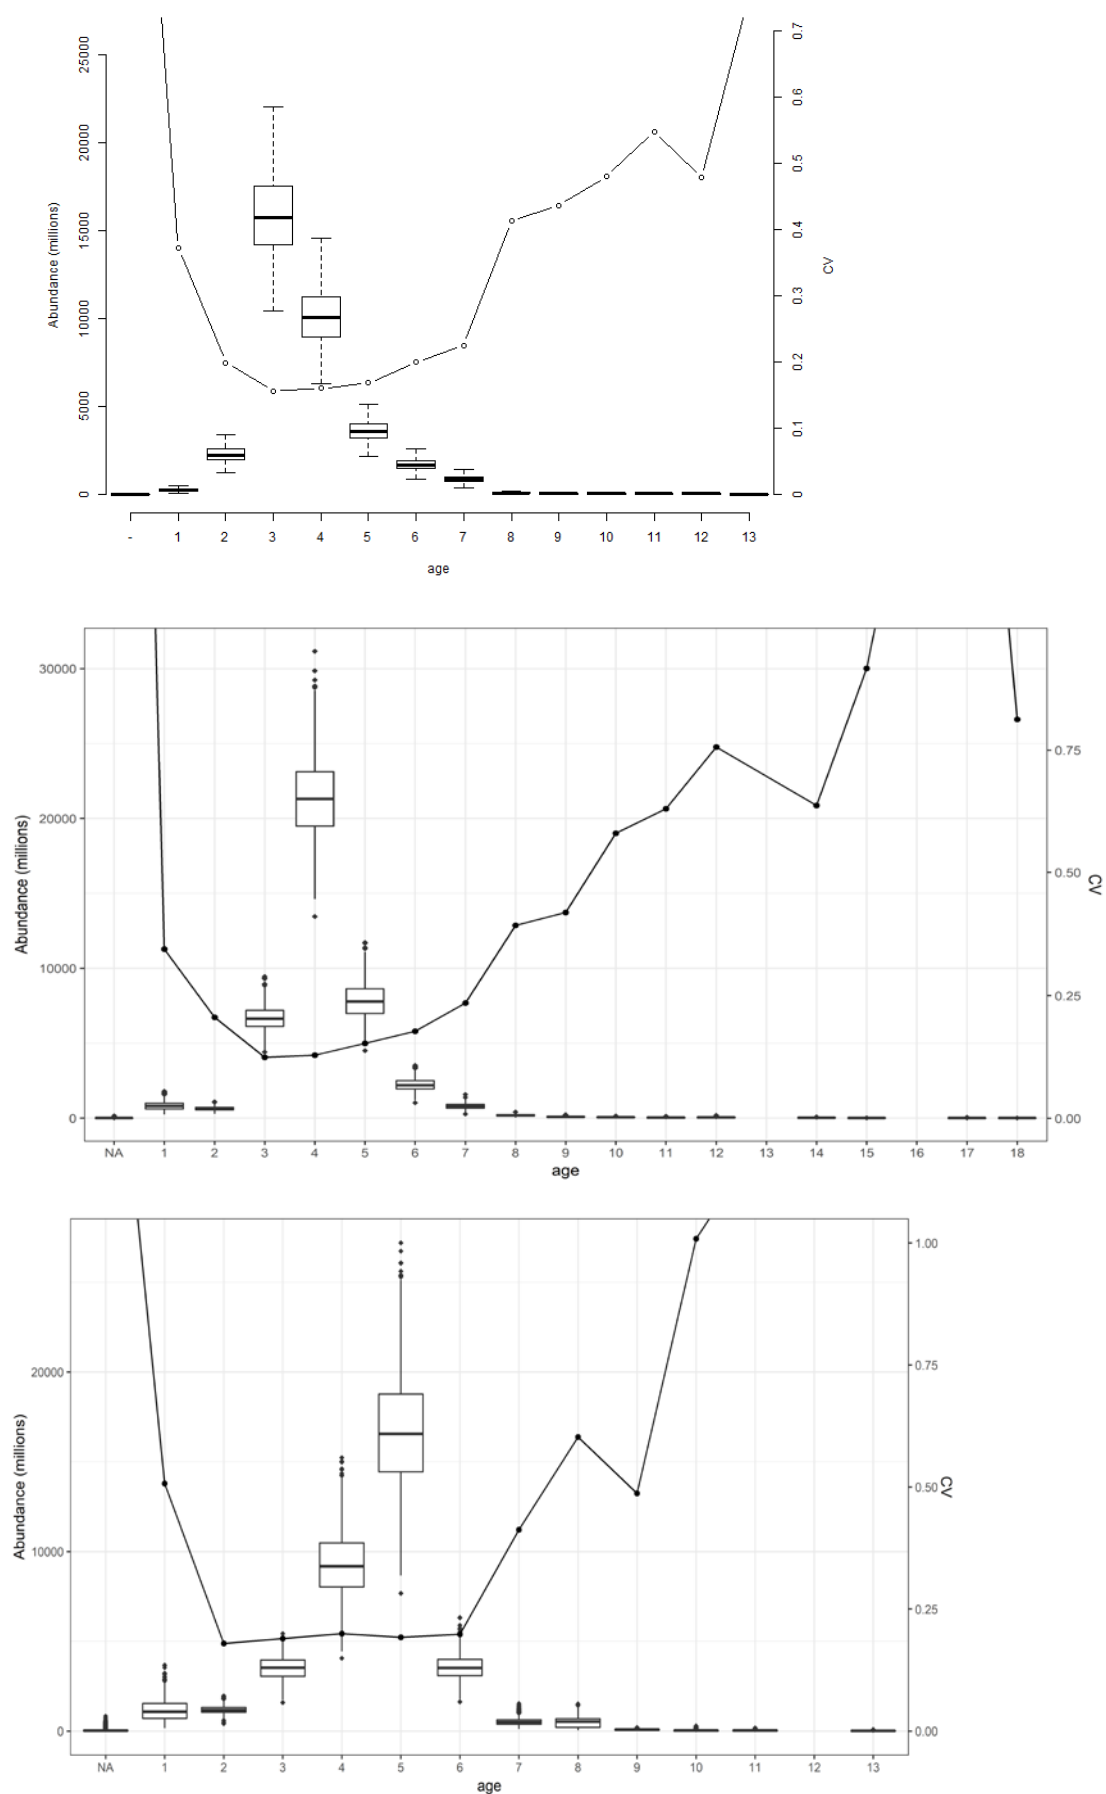 25000
20000
15000
10000
5000
0
Abundance (millions)
0.7
0.6
0.5
0.4
0.3
0.2
0.1
0
CV
- 1 2 3 4 5 6 7 8 9 10 11 12 13
age
30000
20000
10000
0
Abundance (millions)
0.75
0.50
0.25
0.00
CV
NA 1 2 3 4 5 6 7 8 9 10 11 12 13 14 15 16 17 18
age
20000
10000
0
Abundance (millions)
1.00
0.75
0.50
0.25
0.00
CV
NA 1 2 3 4 5 6 7 8 9 10 11 12 13
age